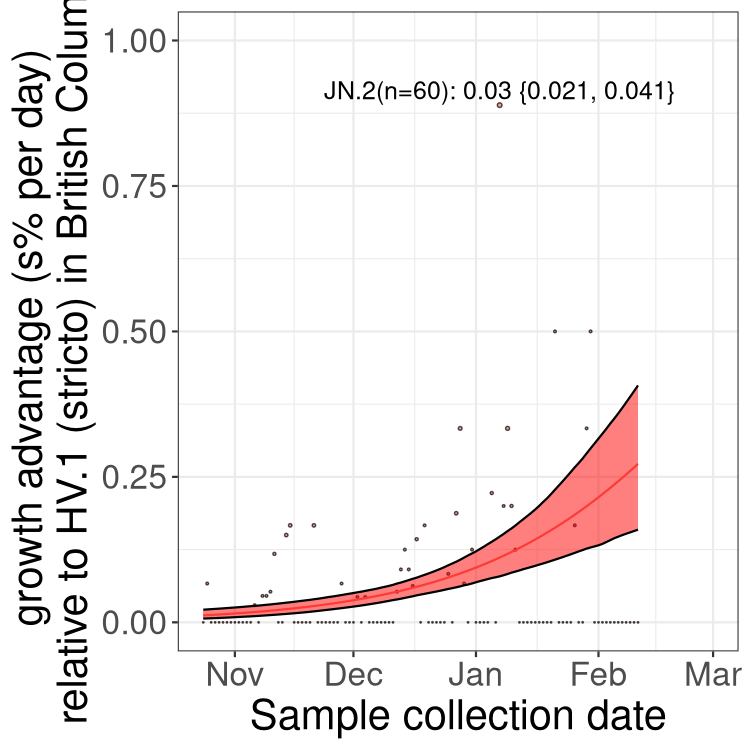 growth advantage (s% per day)
relative to HV.1 (stricto) in British Colum
1.00
0.75
0.50
0.25
0.00
JN.2(n=60): 0.03 {0.021, 0.041}
Nov Dec Jan Feb Mar
Sample collection date